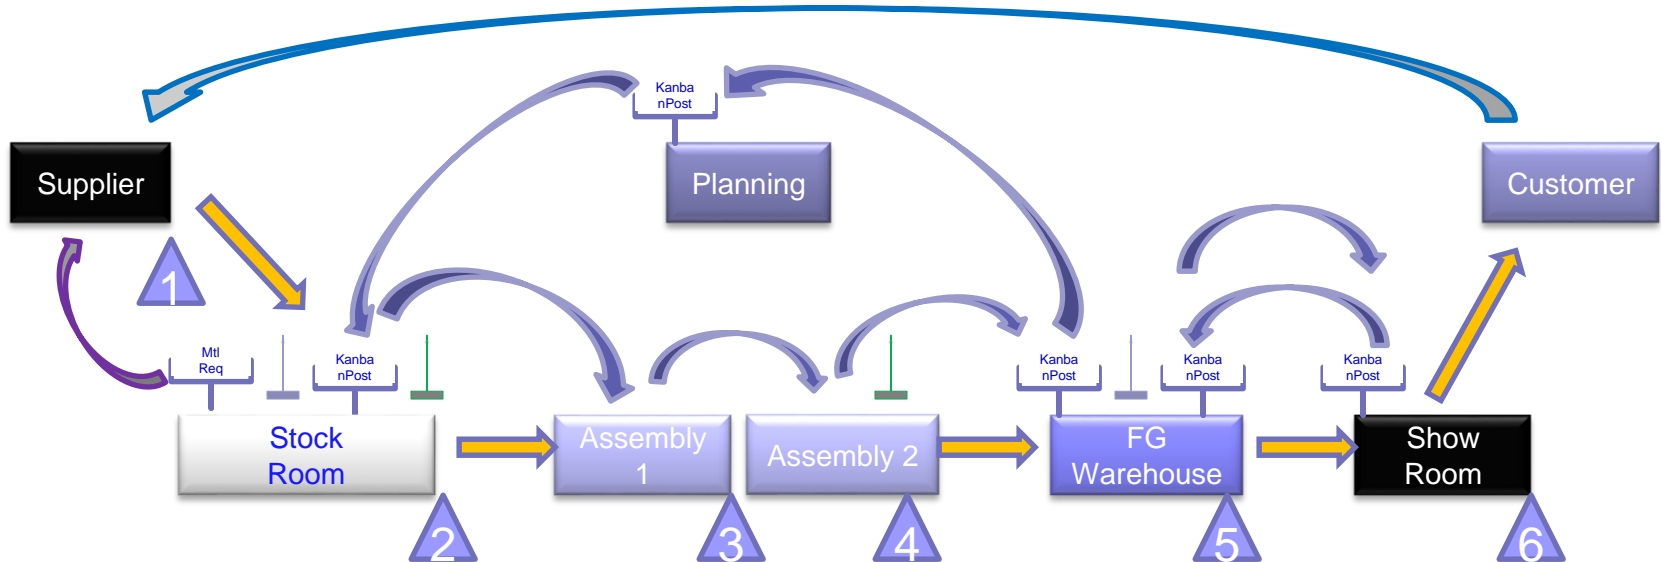 Kanba
nPost
Supplier
Planning
Customer
1
Mtl
Req
Kanba
nPost
Kanba
nPost
Kanba
nPost
Kanba
nPost
Stock
Room
Assembly
1
Assembly 2
FG
Warehouse
Show
Room
2
3
4
5
6